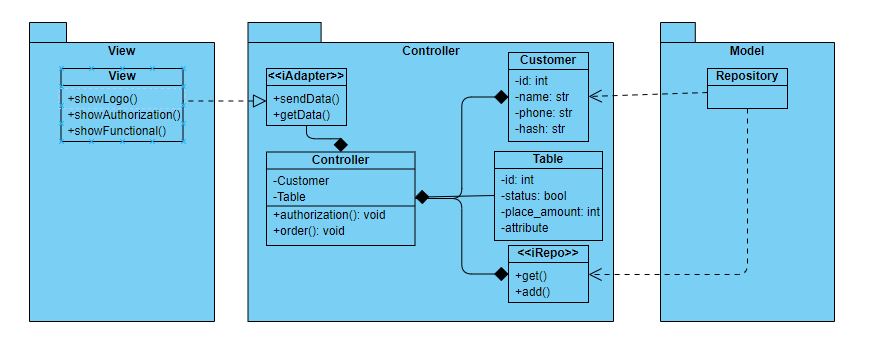 View
View
+showLogo()
+showAuthorization()
+showFunctional()
Controller
<<iAdapter>>
+sendData()
+getData()
Controller
-Customer
-Table
+authorization(): void
+order(): void
Customer
-id: int
-name: str
-phone: str
-hash: str
Table
-id: int
-status: bool
-place_amount: int
-attribute
<<iRepo>>
+get()
+add()
Model
Repository